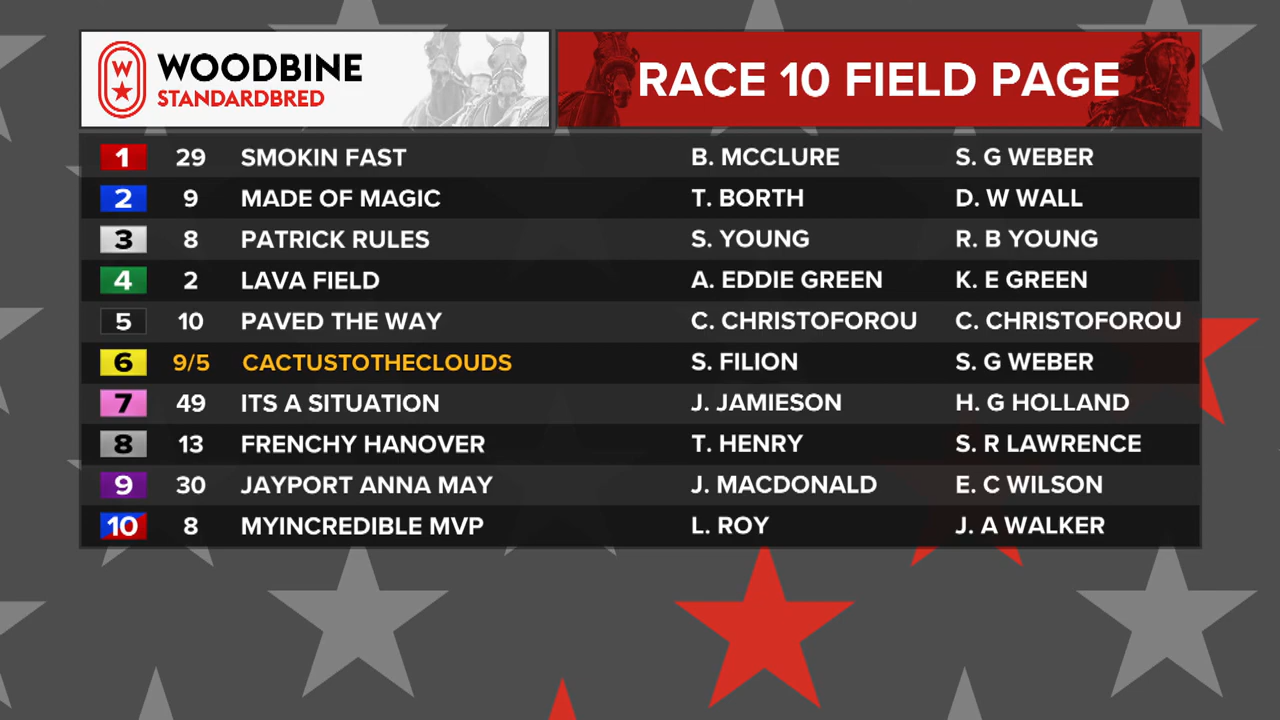 W
WOODBINE
STANDARDBRED
RACE 10 FIELD PAGE
1 29 SMOKIN FAST B. MCCLURE S. G WEBER
2 9 MADE OF MAGIC T. BORTH D. W WALL
3 8 PATRICK RULES S. YOUNG R. B YOUNG
4 2 LAVA FIELD A. EDDIE GREEN K. E GREEN
5 10 PAVED THE WAY C. CHRISTOFOROU C. CHRISTOFOROU
6 9/5 CACTUSTOTHECLOUDS S. FILION S. G WEBER
7 49 ITS A SITUATION J. JAMIESON H. G HOLLAND
8 13 FRENCHY HANOVER T. HENRY S. R LAWRENCE
9 30 JAYPORT ANNA MAY J. MACDONALD E. C WILSON
10 8 MYINCREDIBLE MVP L. ROY J. A WALKER